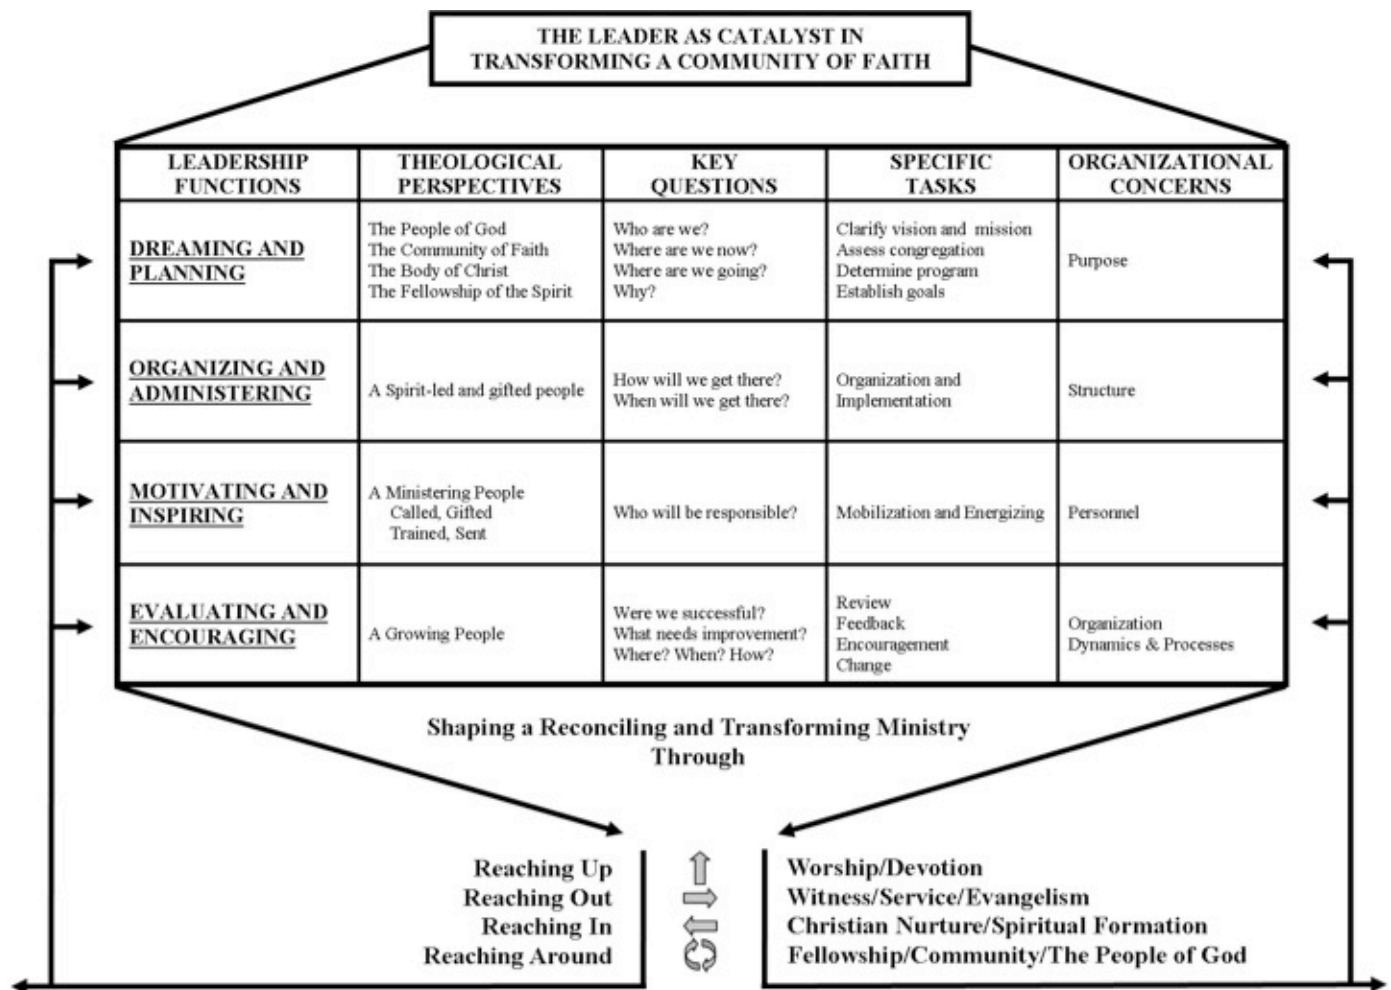 THE LEADER AS CATALYST IN
TRANSFORMING A COMMUNITY OF FAITH
LEADERSHIP
FUNCTIONS
THEOLOGICAL
PERSPECTIVES
KEY
QUESTIONS
SPECIFIC
TASKS
ORGANIZATIONAL
CONCERNS
DREAMING AND
PLANNING
The People of God
The Community of Faith
The Body of Christ
The Fellowship of the Spirit
Who are we?
Where are we now?
Where are we going?
Why?
Clarify vision and mission
Assess congregation
Determine program
Establish goals
Purpose
ORGANIZING AND
ADMINISTERING
A Spirit-led and gifted people
How will we get there?
When will we get there?
Organization and
Implementation
Structure
MOTIVATING AND
INSPIRING
A Ministering People
Called, Gifted
Trained, Sent
Who will be responsible?
Mobilization and Energizing
Personnel
EVALUATING AND
ENCOURAGING
A Growing People
Were we successful?
What needs improvement?
Where? When? How?
Review
Feedback
Encouragement
Change
Organization
Dynamics & Processes
Shaping a Reconciling and Transforming Ministry
Through
Reaching Up
Worship/Devotion
Reaching Out
Witness/Service/Evangelism
Reaching In
Christian Nurture/Spiritual Formation
Reaching Around
Fellowship/Community/The People of God